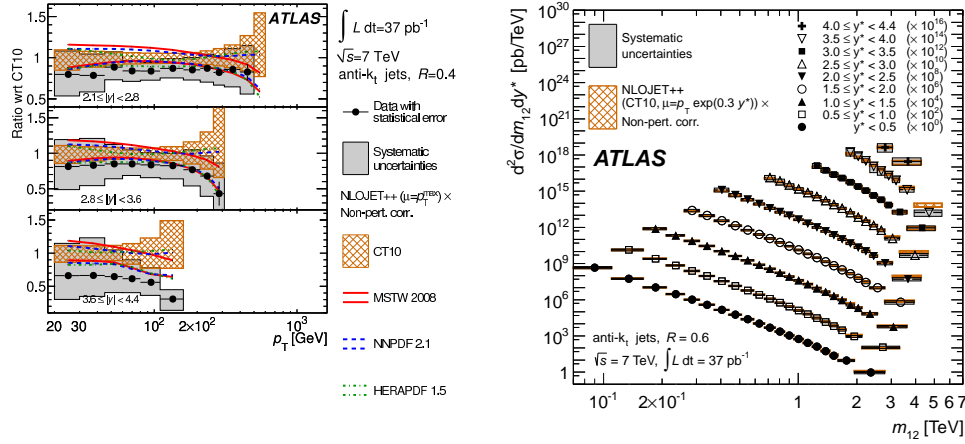 ATLAS
∫ L dt=37 pb⁻¹
√s=7 TeV
anti-kₜ jets, R=0.4
Ratio wrt CT10
1.5
1
0.5
2.1≤ |y| < 2.8
1.5
1
0.5
2.8≤ |y| < 3.6
1.5
1
0.5
3.6≤ |y| < 4.4
20 30 10² 2×10² 10³
p_T [GeV]
Data with
statistical error
Systematic
uncertainties
NLOJET++ (μ=p_T^max) ×
Non-pert. corr.
CT10
MSTW 2008
NNPDF 2.1
HERAPDF 1.5
d²σ/dm₁₂dy* [pb/TeV]
10³⁰
10²⁷
10²⁴
10²¹
10¹⁸
10¹⁵
10¹²
10⁹
10⁶
10³
1
Systematic
uncertainties
NLOJET++
(CT10, μ=p_T exp(0.3 y*)) ×
Non-pert. corr.
4.0 ≤ y* < 4.4 (× 10¹⁶)
3.5 ≤ y* < 4.0 (× 10¹⁴)
3.0 ≤ y* < 3.5 (× 10¹²)
2.5 ≤ y* < 3.0 (× 10¹⁰)
2.0 ≤ y* < 2.5 (× 10⁸)
1.5 ≤ y* < 2.0 (× 10⁶)
1.0 ≤ y* < 1.5 (× 10⁴)
0.5 ≤ y* < 1.0 (× 10²)
y* < 0.5 (× 10⁰)
ATLAS
anti-kₜ jets, R = 0.6
√s = 7 TeV, ∫ L dt = 37 pb⁻¹
10⁻¹ 2×10⁻¹ 1 2 3 4 5 6 7
m₁₂ [TeV]